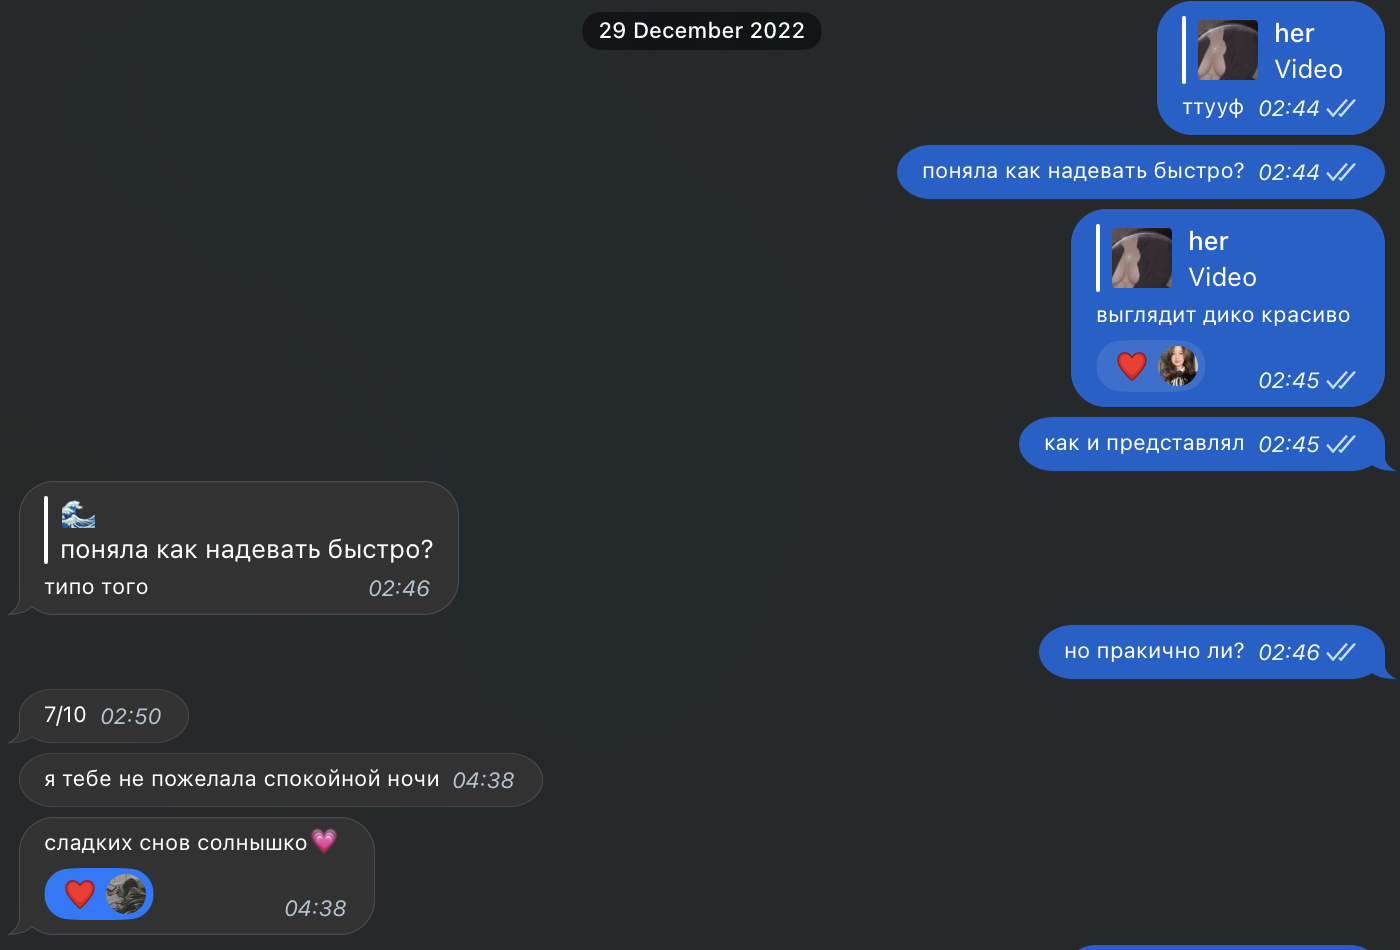 29 December 2022
her
Video
ттууф 02:44
поняла как надевать быстро? 02:44
her
Video
выглядит дико красиво
02:45
как и представлял 02:45
поняла как надевать быстро?
типо того 02:46
но пракично ли? 02:46
7/10 02:50
я тебе не пожелала спокойной ночи 04:38
сладких снов солнышко💗
04:38